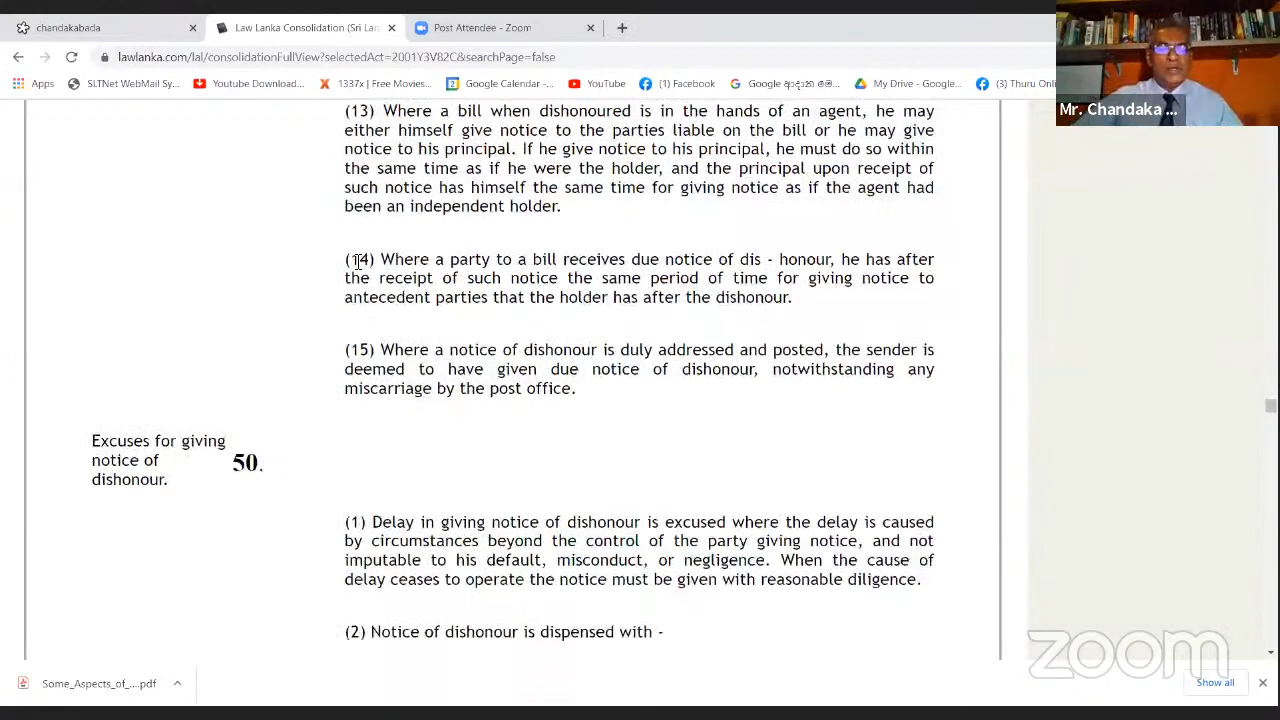 chandakabada
Law Lanka Consolidation (Sri Lan
Post Attendee - Zoom
lawlanka.com/lal/consolidationFullView?selectedAct=2001Y3V82C&searchPage=false
Apps
SLTNet WebMail Sy...
Youtube Download...
1337x | Free Movies...
Google Calendar -...
YouTube
(1) Facebook
My Drive - Google...
(3) Thuru Onli
Mr. Chandaka ...
(13) Where a bill when dishonoured is in the hands of an agent, he may
either himself give notice to the parties liable on the bill or he may give
notice to his principal. If he give notice to his principal, he must do so within
the same time as if he were the holder, and the principal upon receipt of
such notice has himself the same time for giving notice as if the agent had
been an independent holder.
(14) Where a party to a bill receives due notice of dis - honour, he has after
the receipt of such notice the same period of time for giving notice to
antecedent parties that the holder has after the dishonour.
(15) Where a notice of dishonour is duly addressed and posted, the sender is
deemed to have given due notice of dishonour, notwithstanding any
miscarriage by the post office.
Excuses for giving
notice of
dishonour.
50.
(1) Delay in giving notice of dishonour is excused where the delay is caused
by circumstances beyond the control of the party giving notice, and not
imputable to his default, misconduct, or negligence. When the cause of
delay ceases to operate the notice must be given with reasonable diligence.
(2) Notice of dishonour is dispensed with -
zoom
Some_Aspects_of_....pdf
Show all